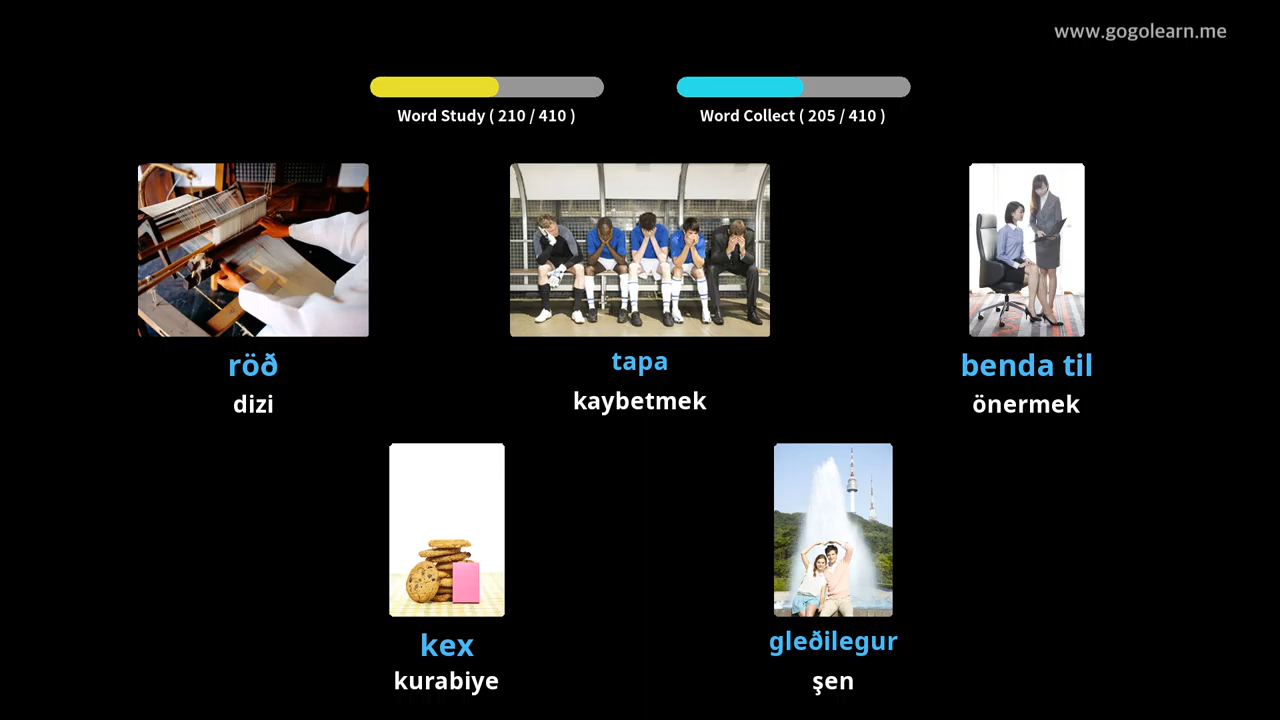 www.gogolearn.me
Word Study ( 210 / 410 )
Word Collect ( 205 / 410 )
röð
dizi
tapa
kaybetmek
benda til
önermek
kex
kurabiye
gleðilegur
şen